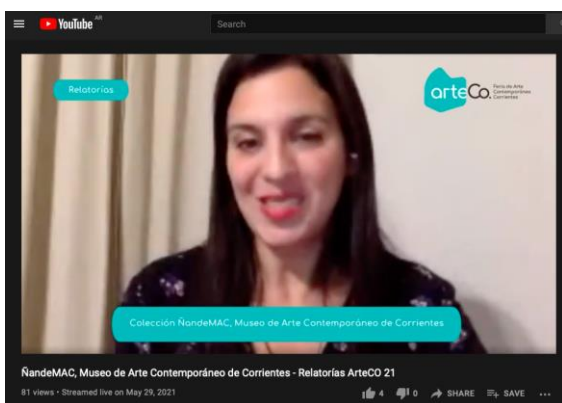 YouTube AR
Search
Relatorías
arteCo. Feria de Arte
Contemporáneo
Corrientes
Colección ÑandeMAC, Museo de Arte Contemporáneo de Corrientes
ÑandeMAC, Museo de Arte Contemporáneo de Corrientes - Relatorías ArteCO 21
81 views • Streamed live on May 29, 2021
4
0
SHARE
SAVE